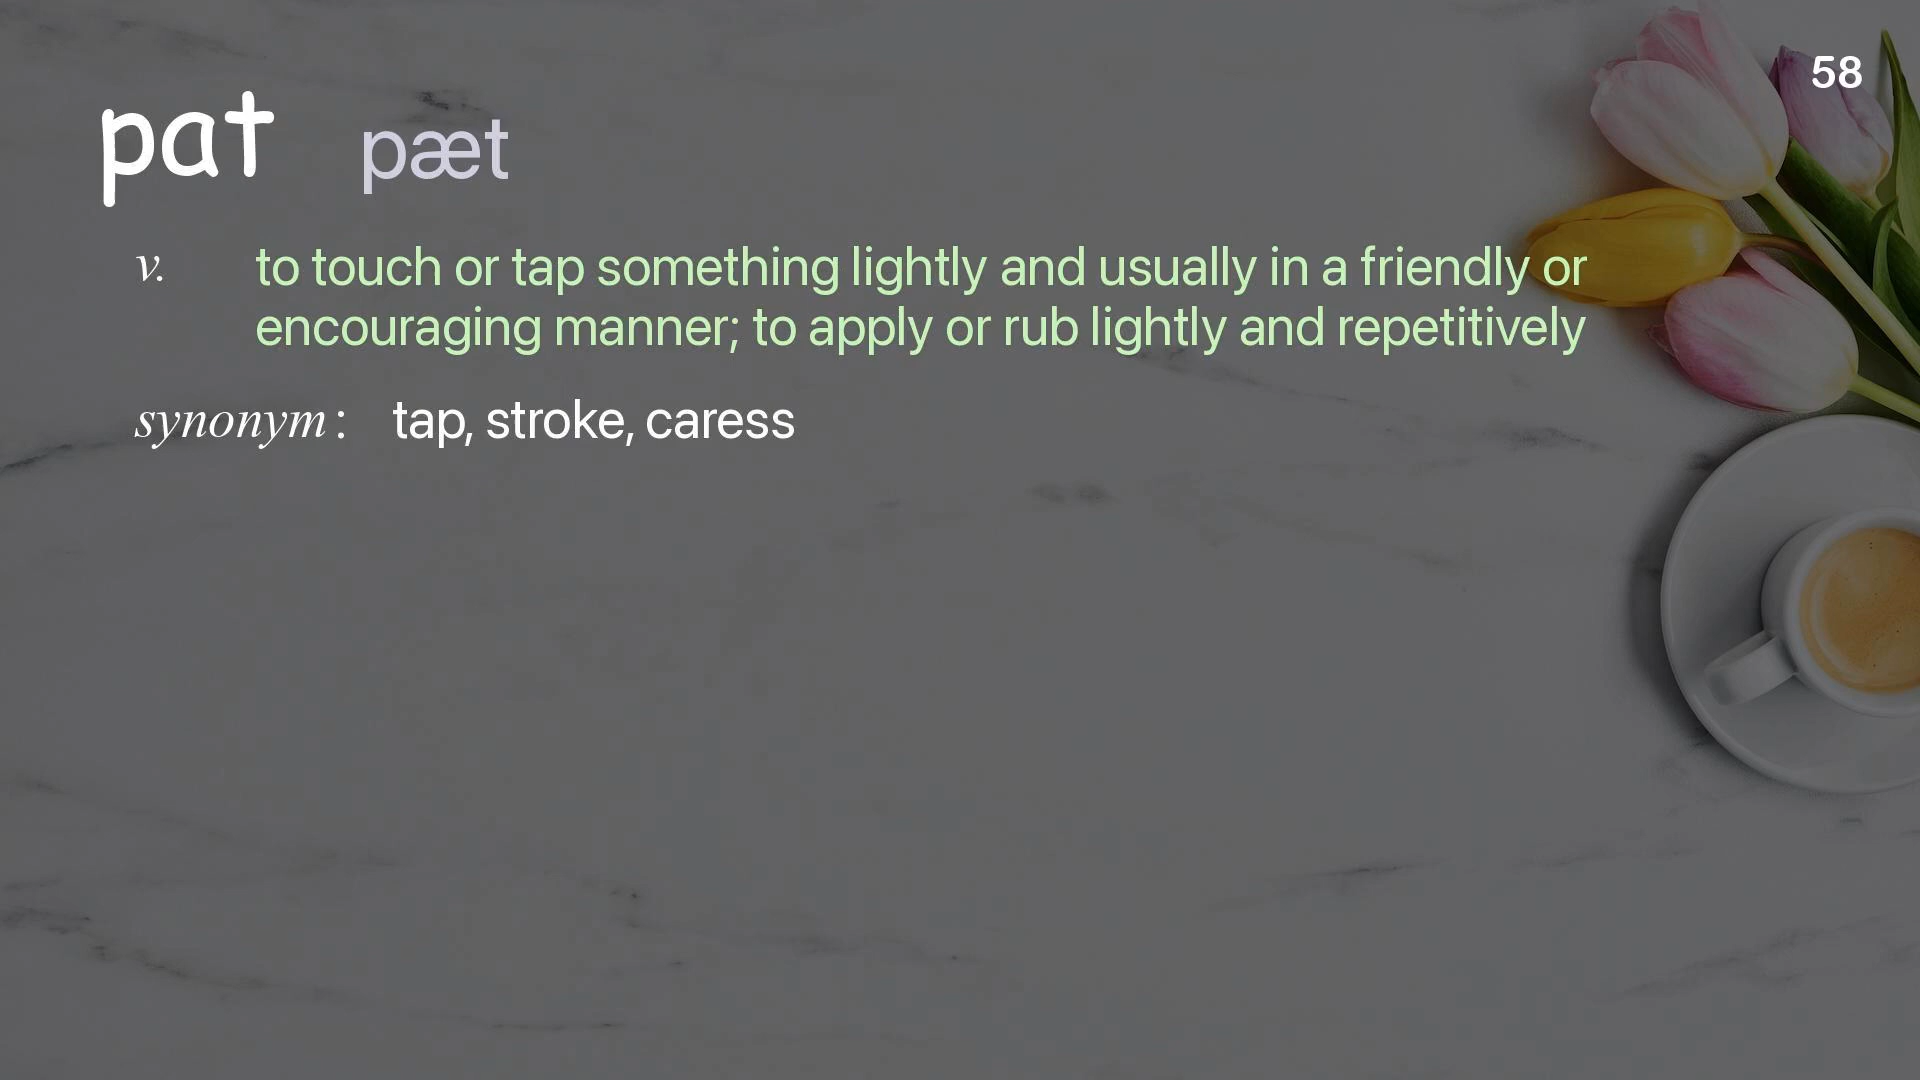 58
pat pæt
v. to touch or tap something lightly and usually in a friendly or
encouraging manner; to apply or rub lightly and repetitively
synonym : tap, stroke, caress